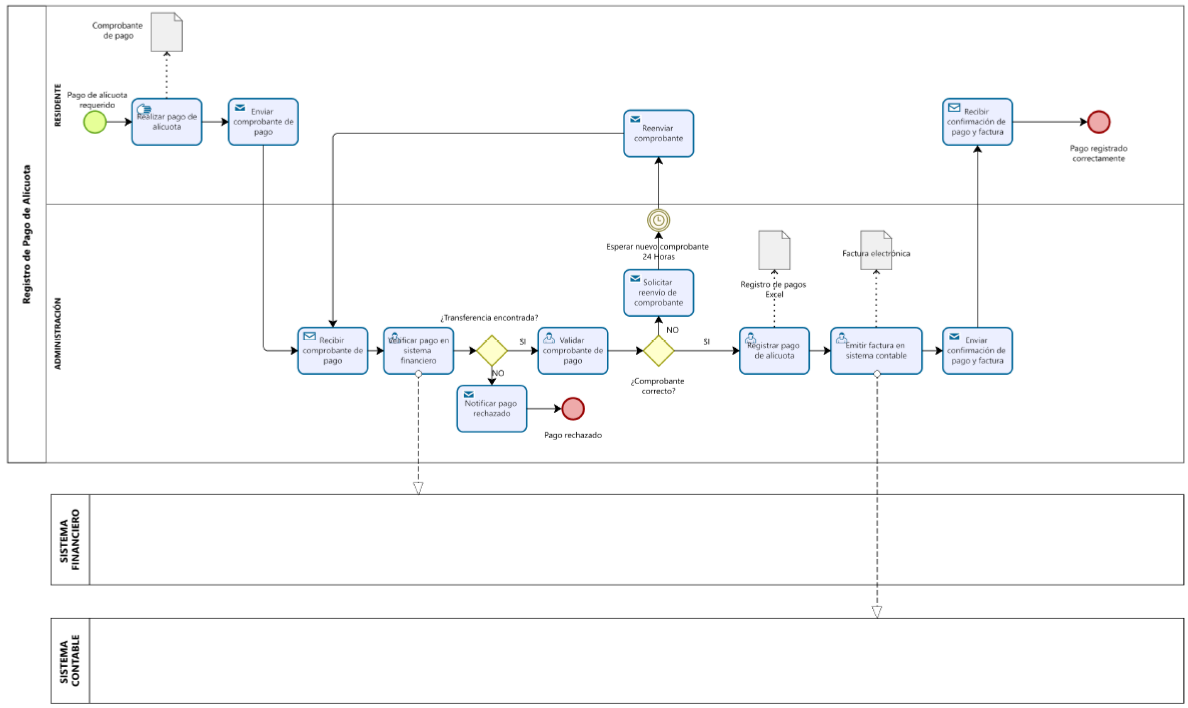 Registro de Pago de Alícuota
RESIDENTE
Comprobante
de pago
Pago de alicuota
requerido
Realizar pago de
alicuota
Enviar
comprobante de
pago
Reenviar
comprobante
Recibir
confirmación de
pago y factura
Pago registrado
correctamente
ADMINISTRACIÓN
Esperar nuevo comprobante
24 Horas
Solicitar
reenvío de
comprobante
Registro de pagos
Excel
Factura electrónica
Recibir
comprobante de
pago
Verificar pago en
sistema
financiero
¿Transferencia encontrada?
SI
NO
Validar
comprobante de
pago
NO
SI
¿Comprobante
correcto?
Registrar pago
de alicuota
Emitir factura en
sistema contable
Enviar
confirmación de
pago y factura
Notificar pago
rechazado
Pago rechazado
SISTEMA
FINANCIERO
SISTEMA
CONTABLE